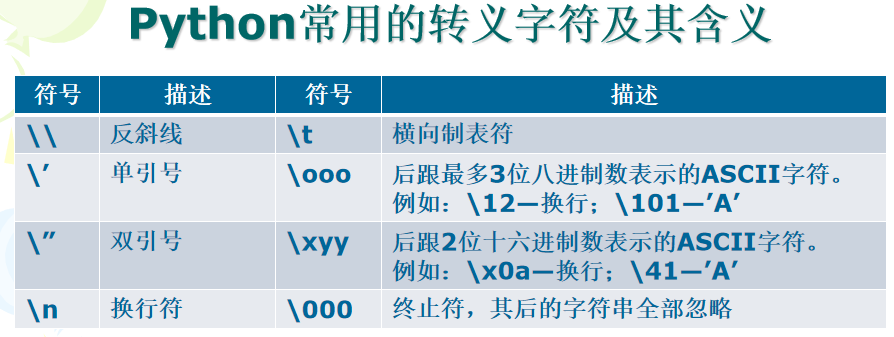 Python常用的转义字符及其含义
符号 描述 符号 描述
\\ 反斜线 \t 横向制表符
\’ 单引号 \ooo 后跟最多3位八进制数表示的ASCII字符。
例如：\12—换行；\101—’A’
\” 双引号 \xyy 后跟2位十六进制数表示的ASCII字符。
例如：\x0a—换行；\41—’A’
\n 换行符 \000 终止符，其后的字符串全部忽略